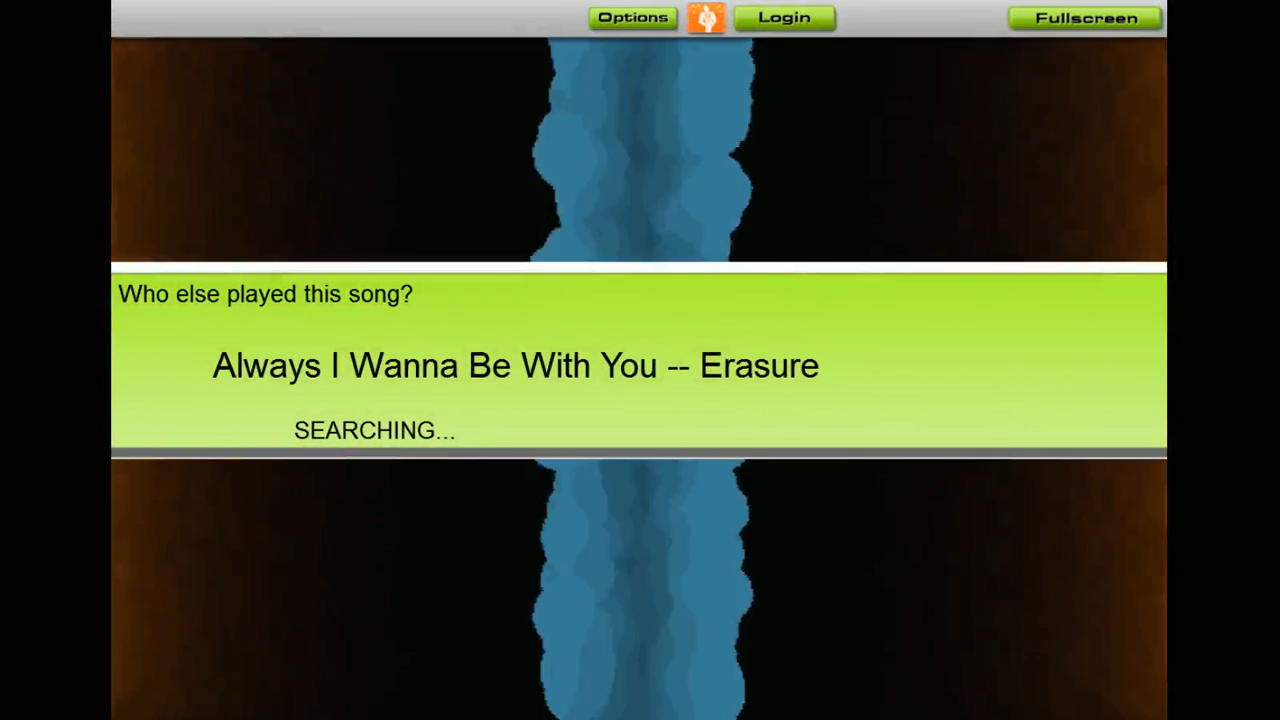 Options
Login
Fullscreen
Who else played this song?
Always I Wanna Be With You -- Erasure
SEARCHING...